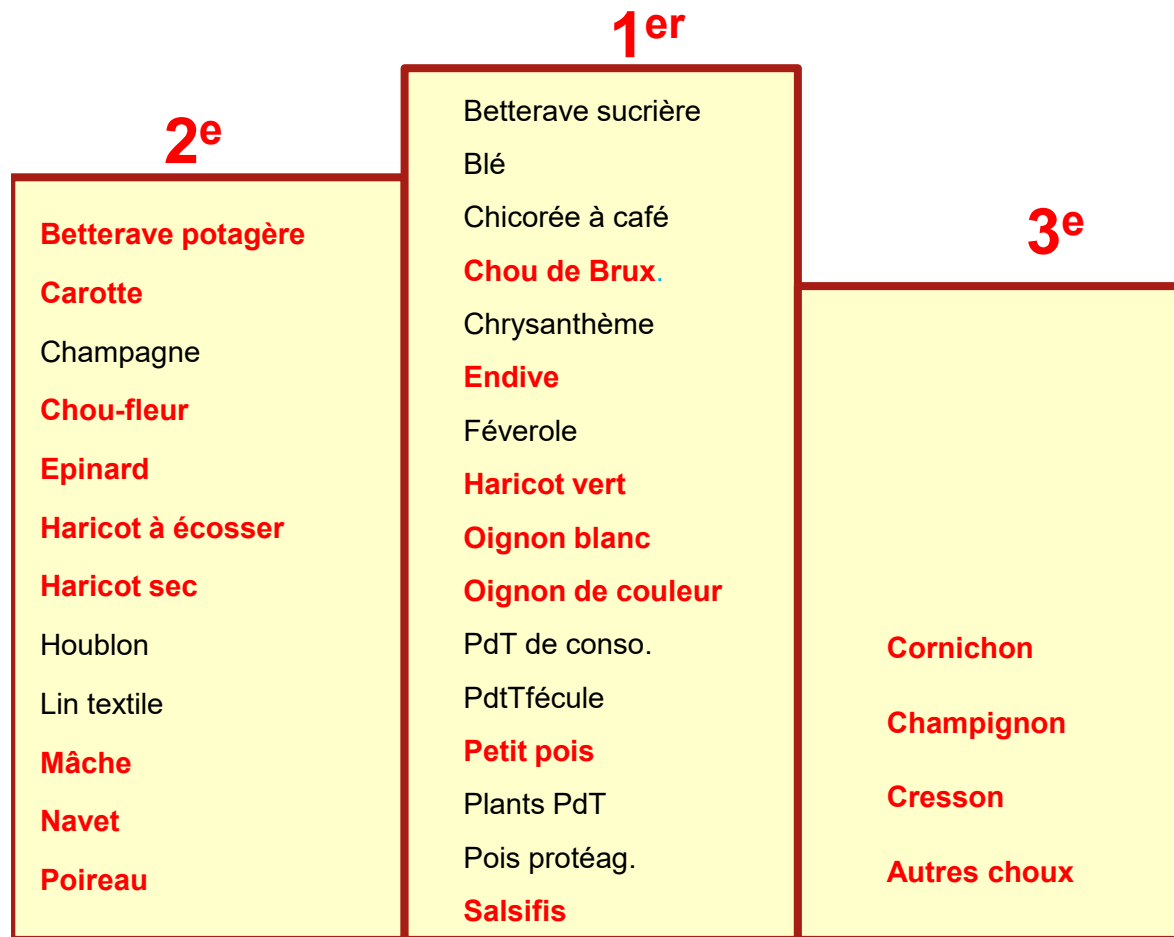 1er
2e
3e
Betterave potagère
Carotte
Champagne
Chou-fleur
Epinard
Haricot à écosser
Haricot sec
Houblon
Lin textile
Mâche
Navet
Poireau
Betterave sucrière
Blé
Chicorée à café
Chou de Brux.
Chrysanthème
Endive
Féverole
Haricot vert
Oignon blanc
Oignon de couleur
PdT de conso.
PdtTfécule
Petit pois
Plants PdT
Pois protéag.
Salsifis
Cornichon
Champignon
Cresson
Autres choux